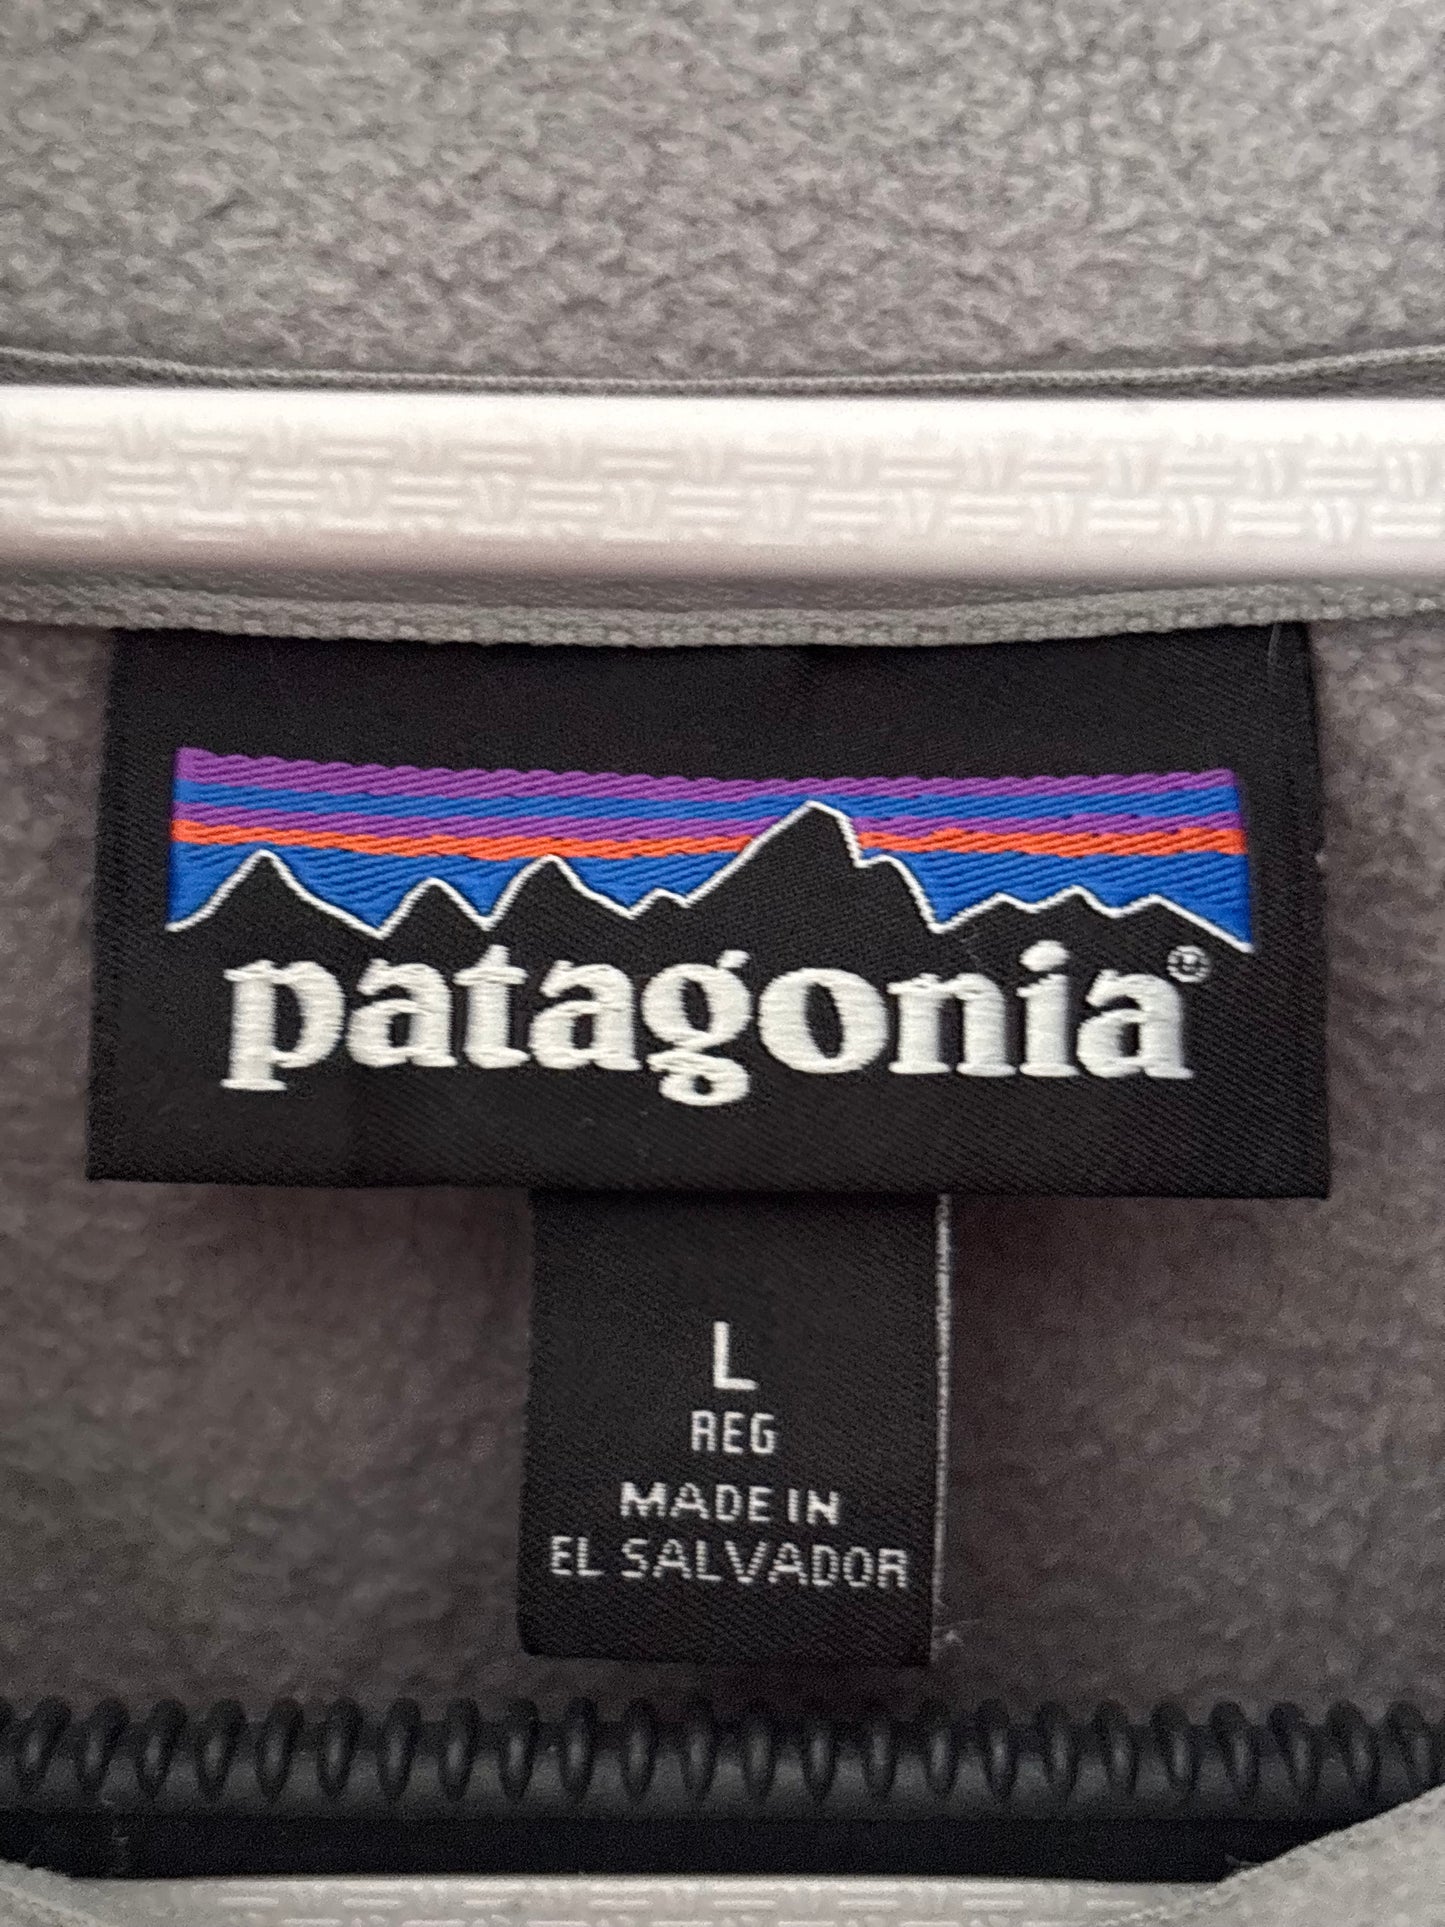 patagonia®
L
REG
MADE IN
EL SALVADOR